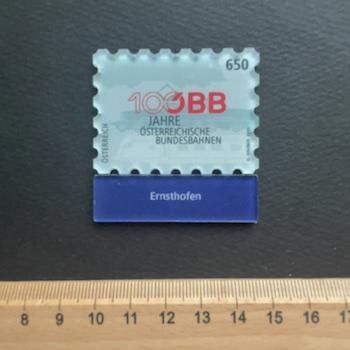 650
100 ÖBB
JAHRE
ÖSTERREICHISCHE
BUNDESBAHNEN
ÖSTERREICH
Ernsthofen
8 9 10 11 12 13 14 15 16 17